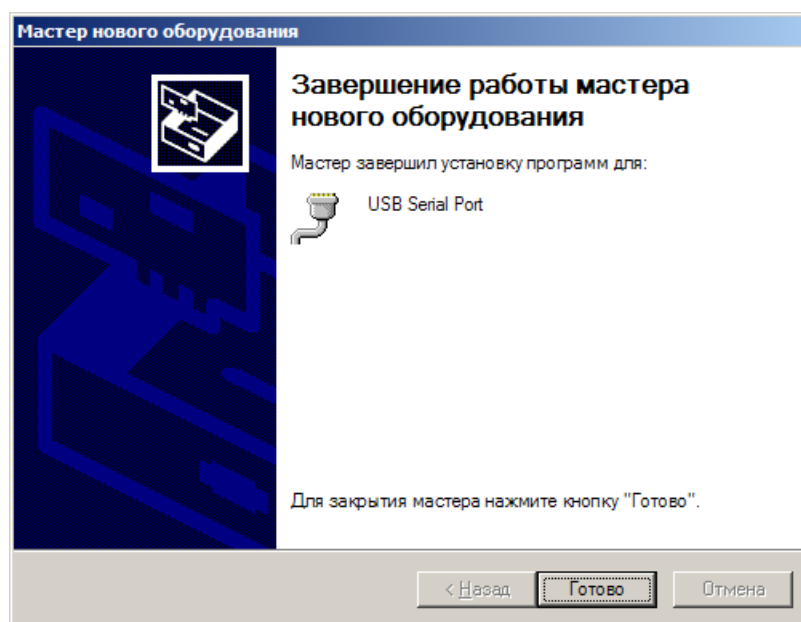 Мастер нового оборудования
Завершение работы мастера
нового оборудования
Мастер завершил установку программ для:
USB Serial Port
Для закрытия мастера нажмите кнопку "Готово".
< Назад
Готово
Отмена